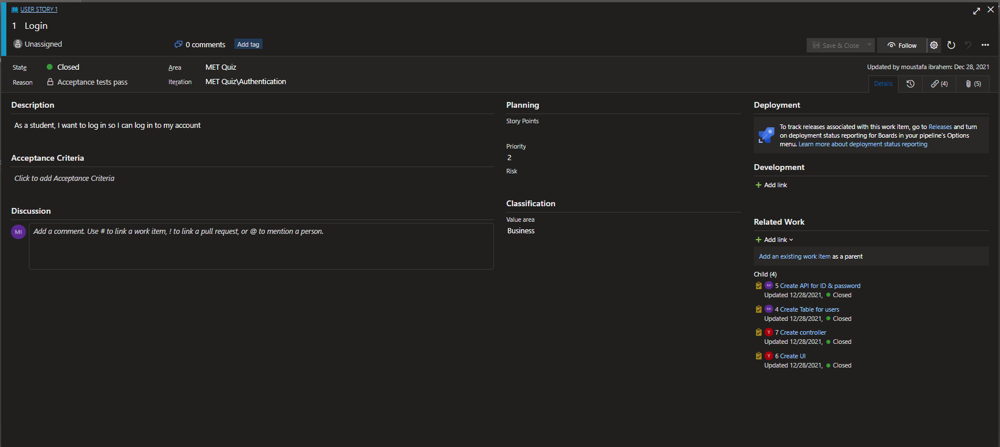 USER STORY 1
1 Login
Unassigned
0 comments
Add tag
Save & Close
Follow
State
Closed
Area
MET Quiz
Updated by moustafa ibrahem: Dec 28, 2021
Reason
Acceptance tests pass
Iteration
MET Quiz\Authentication
Details
(4)
(5)
Description
As a student, I want to log in so I can log in to my account
Acceptance Criteria
Click to add Acceptance Criteria
Discussion
MI
Add a comment. Use # to link a work item, ! to link a pull request, or @ to mention a person.
Planning
Story Points
Priority
2
Risk
Classification
Value area
Business
Deployment
To track releases associated with this work item, go to Releases and turn
on deployment status reporting for Boards in your pipeline's Options
menu. Learn more about deployment status reporting
Development
Add link
Related Work
Add link
Add an existing work item as a parent
Child (4)
MI 5 Create API for ID & password
Updated 12/28/2021, Closed
MI 4 Create Table for users
Updated 12/28/2021, Closed
Y 7 Create controller
Updated 12/28/2021, Closed
Y 6 Create UI
Updated 12/28/2021, Closed